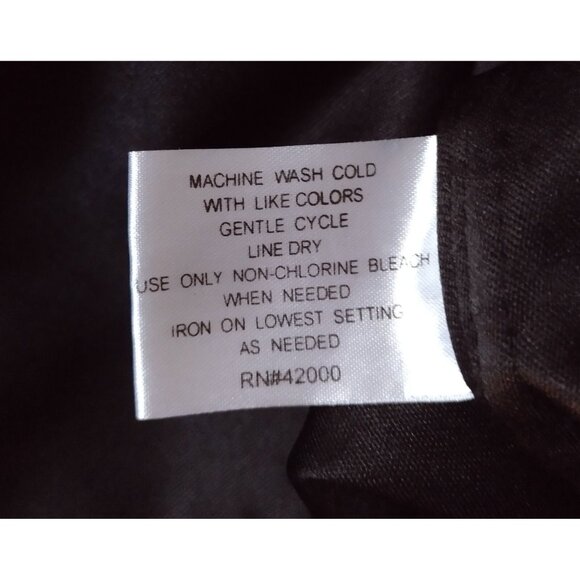 MACHINE WASH COLD
WITH LIKE COLORS
GENTLE CYCLE
LINE DRY
USE ONLY NON-CHLORINE BLEACH
WHEN NEEDED
IRON ON LOWEST SETTING
AS NEEDED
RN#42000